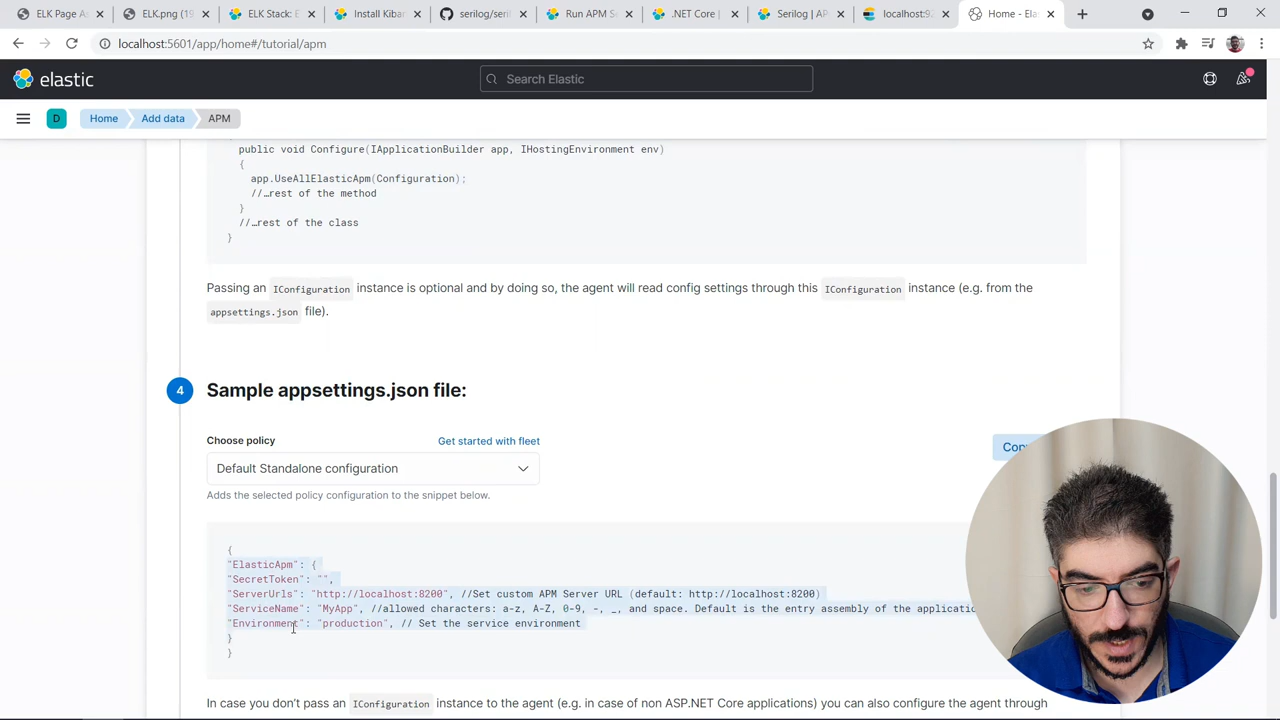 ELK Page A
ELK.png (19
ELK Stack: E
Install Kiba
serilog/seri
Run APM S
.NET Core |
Serilog | AP
localhost:92
Home - Ela
localhost:5601/app/home#/tutorial/apm
elastic
Search Elastic
D
Home
Add data
APM
public void Configure(IApplicationBuilder app, IHostingEnvironment env)
{
app.UseAllElasticApm(Configuration);
//…rest of the method
}
//…rest of the class
}
Passing an IConfiguration instance is optional and by doing so, the agent will read config settings through this IConfiguration instance (e.g. from the
appsettings.json file).
4
Sample appsettings.json file:
Choose policy
Get started with fleet
Default Standalone configuration
Adds the selected policy configuration to the snippet below.
{
"ElasticApm": {
"SecretToken": "",
"ServerUrls": "http://localhost:8200", //Set custom APM Server URL (default: http://localhost:8200)
"ServiceName": "MyApp", //allowed characters: a-z, A-Z, 0-9, -, _, and space. Default is the entry assembly of the applicatio
"Environment": "production", // Set the service environment
}
}
In case you don't pass an IConfiguration instance to the agent (e.g. in case of non ASP.NET Core applications) you can also configure the agent through